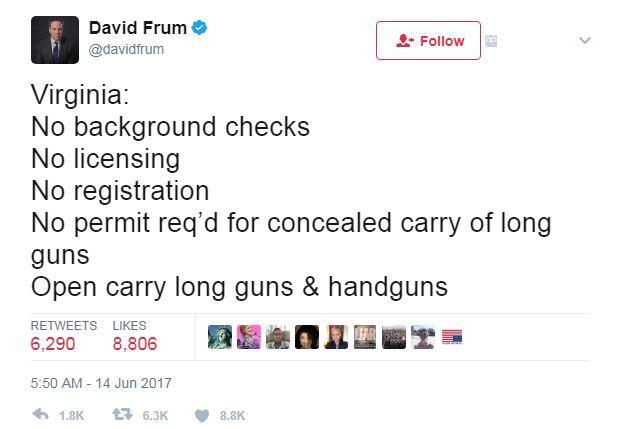 David Frum
@davidfrum
Follow
Virginia:
No background checks
No licensing
No registration
No permit req'd for concealed carry of long
guns
Open carry long guns & handguns
RETWEETS LIKES
6,290 8,806
5:50 AM - 14 Jun 2017
1.8K 6.3K 8.8K